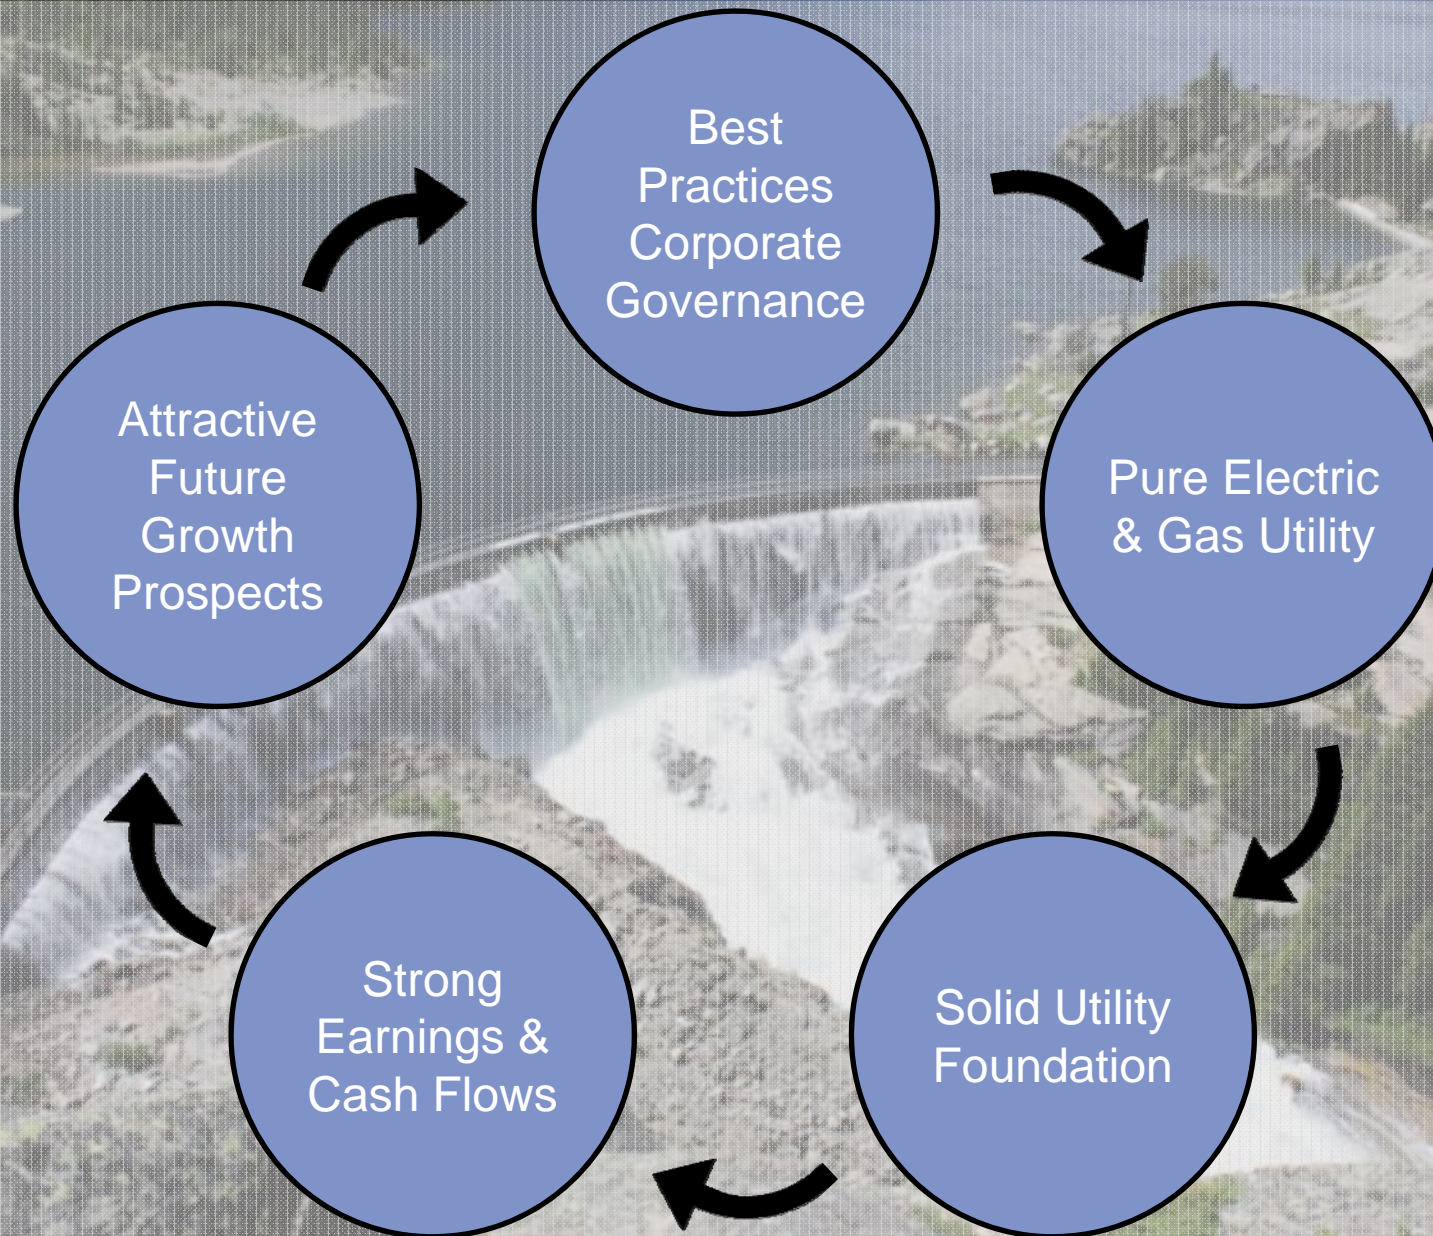 Best
Practices
Corporate
Governance
Pure Electric
& Gas Utility
Solid Utility
Foundation
Strong
Earnings &
Cash Flows
Attractive
Future
Growth
Prospects